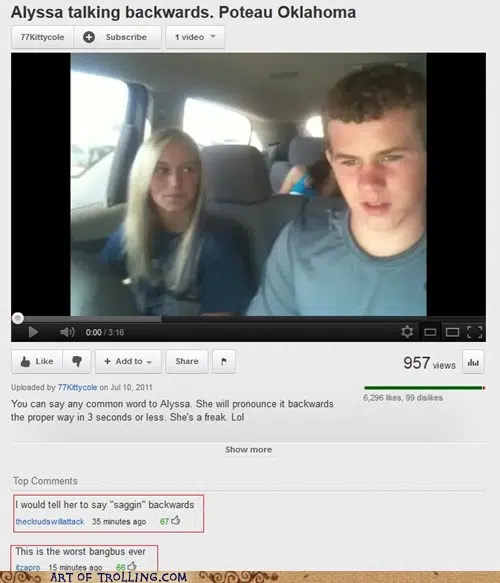 Alyssa talking backwards. Poteau Oklahoma
77Kittycole Subscribe 1 video
0:00 / 3:16
Like + Add to Share 957 views
Uploaded by 77Kittycole on Jul 10, 2011
6,296 likes, 99 dislikes
You can say any common word to Alyssa. She will pronounce it backwards
the proper way in 3 seconds or less. She's a freak. Lol
Show more
Top Comments
I would tell her to say "saggin" backwards
thecloudswillattack 35 minutes ago 67
This is the worst bangbus ever
itzapro 15 minutes ago 66
ART OF TROLLING.COM